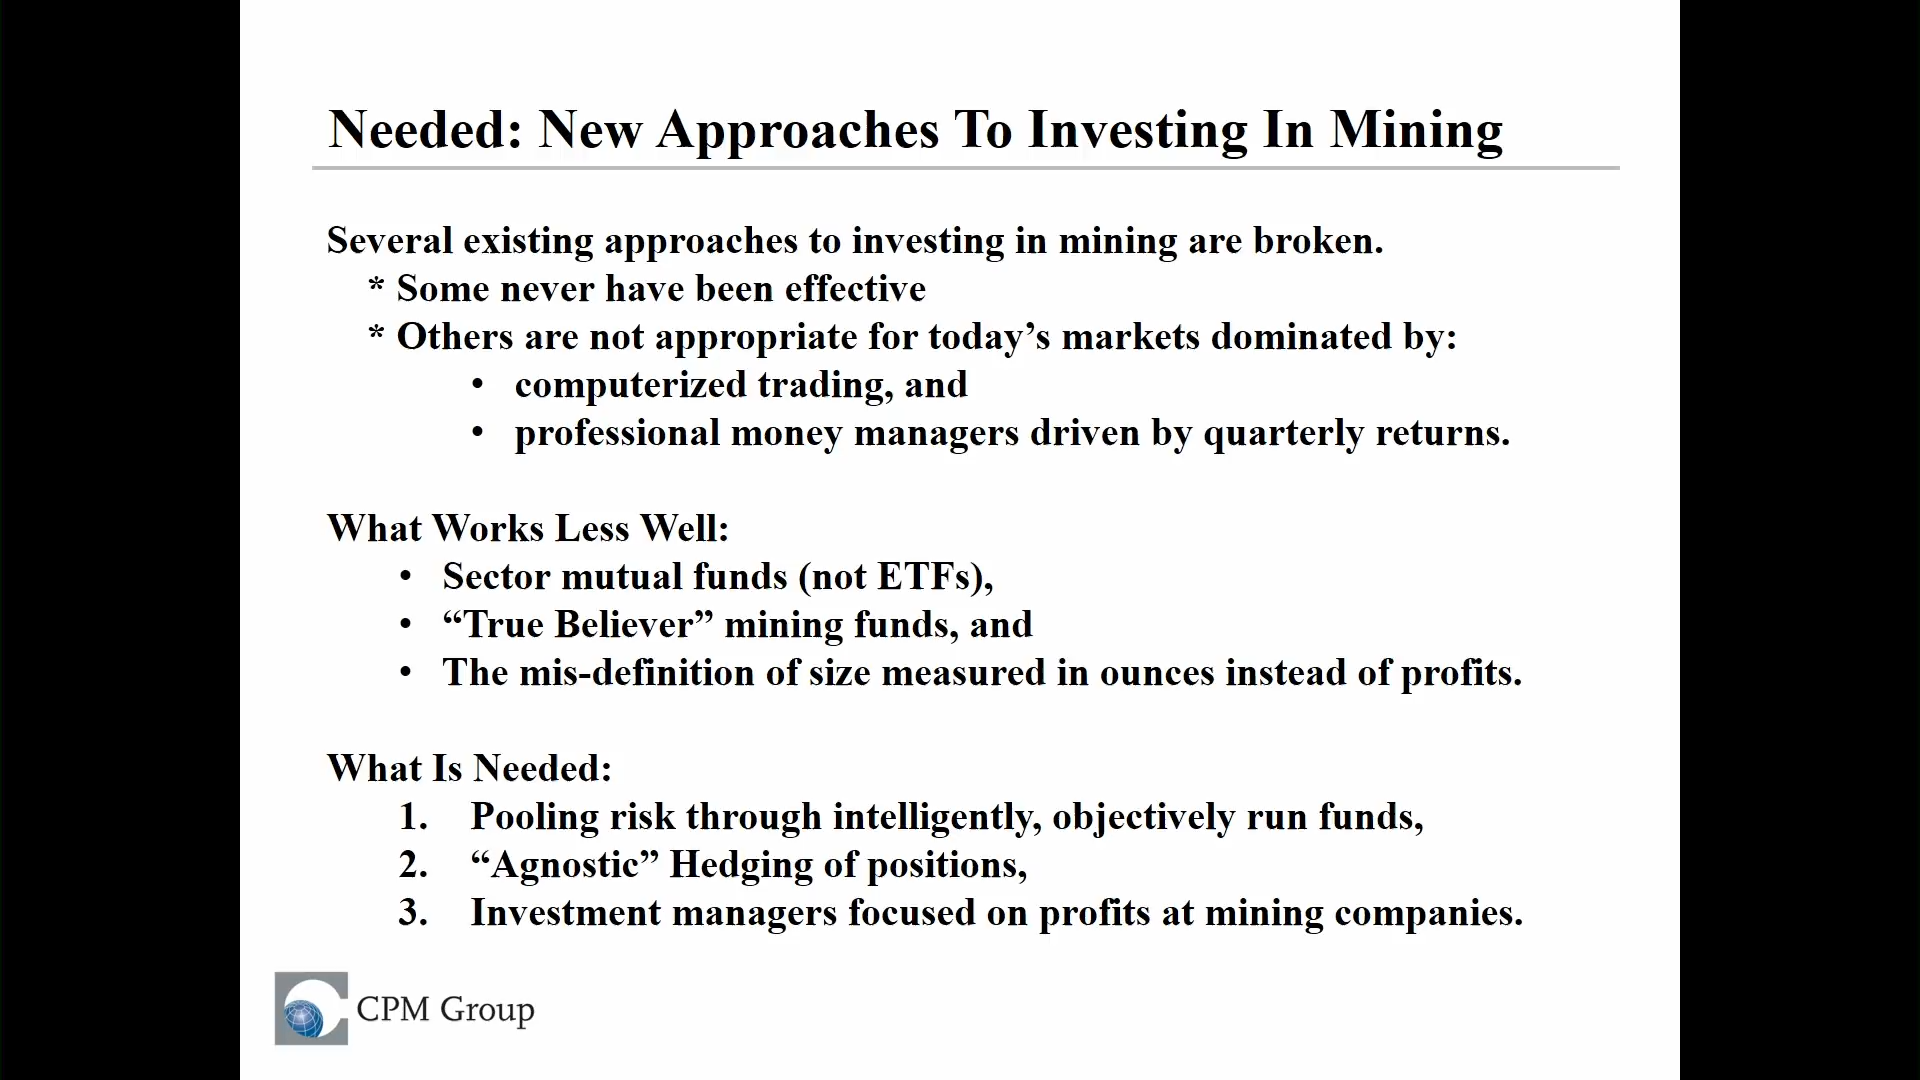 Needed: New Approaches To Investing In Mining
Several existing approaches to investing in mining are broken.
* Some never have been effective
* Others are not appropriate for today’s markets dominated by:
• computerized trading, and
• professional money managers driven by quarterly returns.
What Works Less Well:
• Sector mutual funds (not ETFs),
• “True Believer” mining funds, and
• The mis-definition of size measured in ounces instead of profits.
What Is Needed:
1. Pooling risk through intelligently, objectively run funds,
2. “Agnostic” Hedging of positions,
3. Investment managers focused on profits at mining companies.
CPM Group